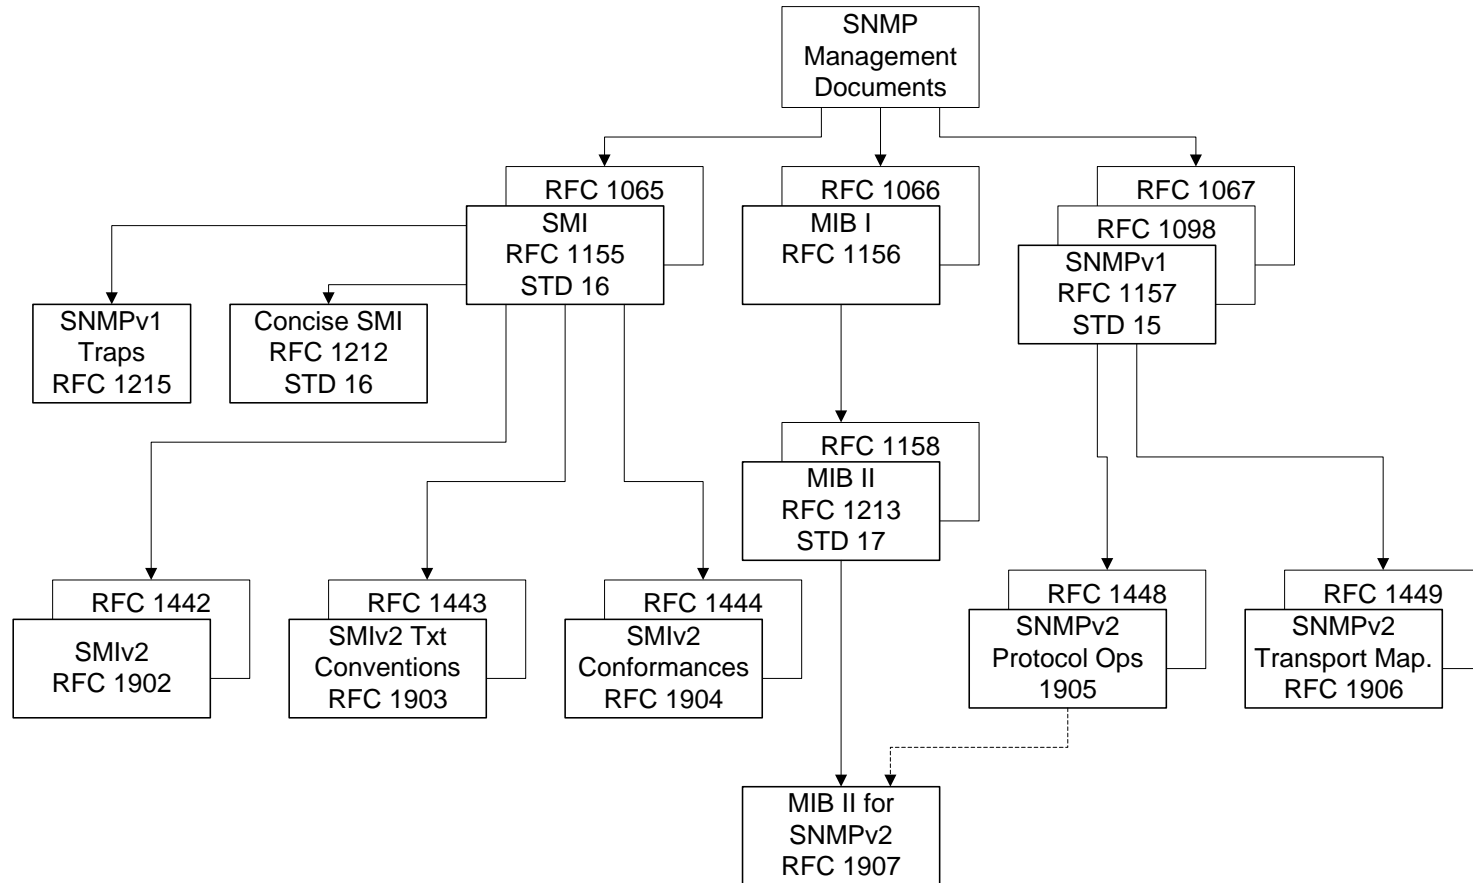 SNMP
Management
Documents
RFC 1065
SMI
RFC 1155
STD 16
RFC 1066
MIB I
RFC 1156
RFC 1067
RFC 1098
SNMPv1
RFC 1157
STD 15
SNMPv1
Traps
RFC 1215
Concise SMI
RFC 1212
STD 16
RFC 1158
MIB II
RFC 1213
STD 17
RFC 1442
SMIv2
RFC 1902
RFC 1443
SMIv2 Txt
Conventions
RFC 1903
RFC 1444
SMIv2
Conformances
RFC 1904
RFC 1448
SNMPv2
Protocol Ops
1905
RFC 1449
SNMPv2
Transport Map.
RFC 1906
MIB II for
SNMPv2
RFC 1907